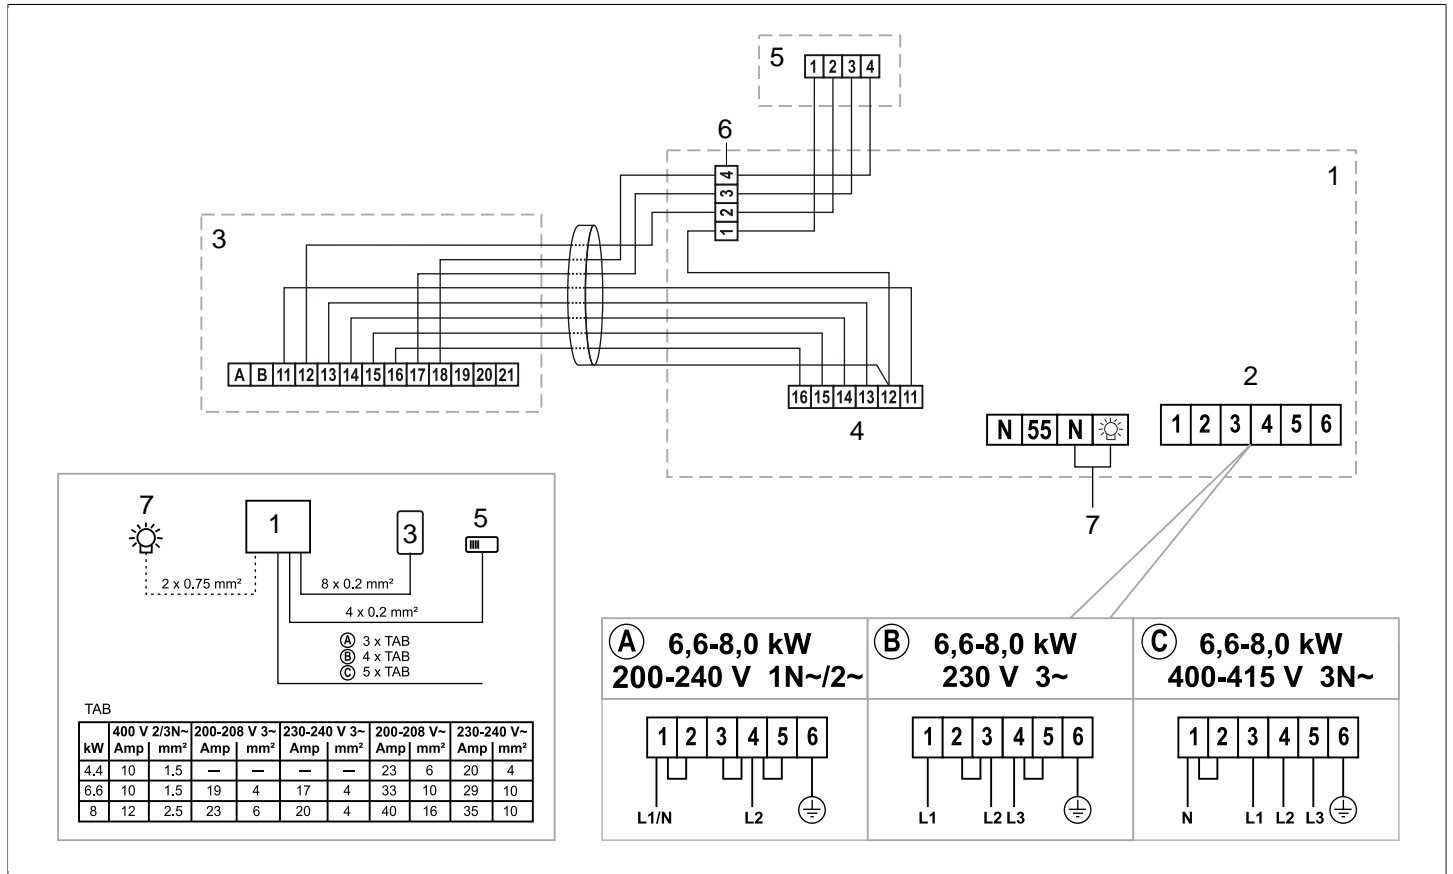 5
1 2 3 4
6
4
3
2
1
1
3
A B 11 12 13 14 15 16 17 18 19 20 21
16 15 14 13 12 11
4
N 55 N
7
2
1 2 3 4 5 6
7
1
3
5
2 x 0.75 mm²
8 x 0.2 mm²
4 x 0.2 mm²
A 3 x TAB
B 4 x TAB
C 5 x TAB
TAB
400 V 2/3N~ 200-208 V 3~ 230-240 V 3~ 200-208 V~ 230-240 V~
kW Amp mm² Amp mm² Amp mm² Amp mm² Amp mm²
4.4 10 1.5 — — — — 23 6 20 4
6.6 10 1.5 19 4 17 4 33 10 29 10
8 12 2.5 23 6 20 4 40 16 35 10
A 6,6-8,0 kW
200-240 V 1N~/2~
1 2 3 4 5 6
L1/N L2
B 6,6-8,0 kW
230 V 3~
1 2 3 4 5 6
L1 L2 L3
C 6,6-8,0 kW
400-415 V 3N~
1 2 3 4 5 6
N L1 L2 L3